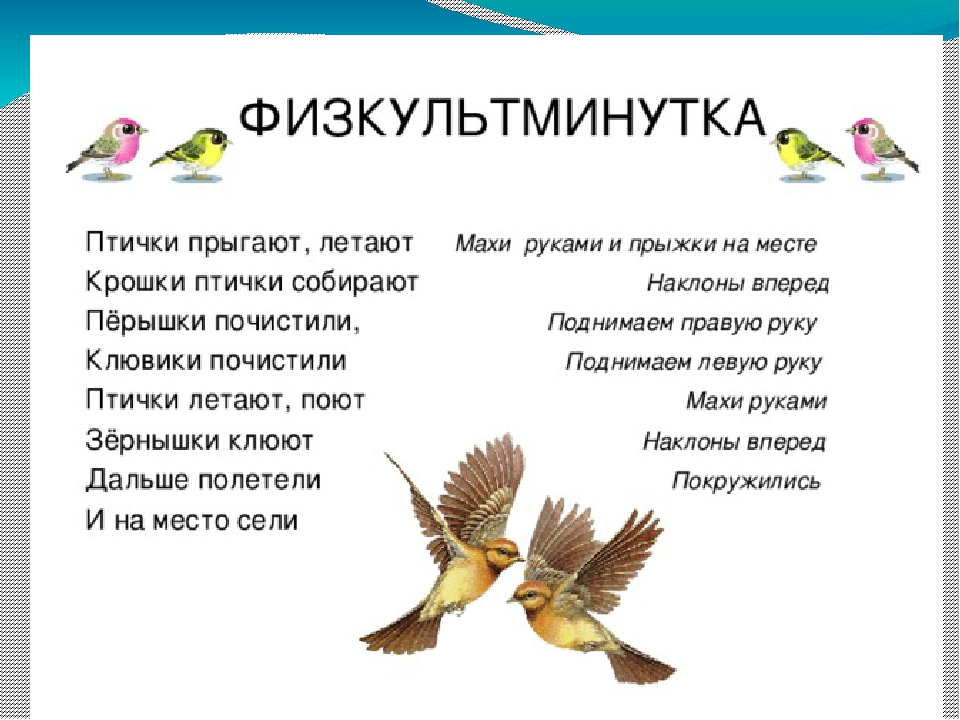 ФИЗКУЛЬТМИНУТКА
Птички прыгают, летают Махи руками и прыжки на месте
Крошки птички собирают Наклоны вперед
Пёрышки почистили, Поднимаем правую руку
Клювики почистили Поднимаем левую руку
Птички летают, поют Махи руками
Зёрнышки клюют Наклоны вперед
Дальше полетели Покружились
И на место сели